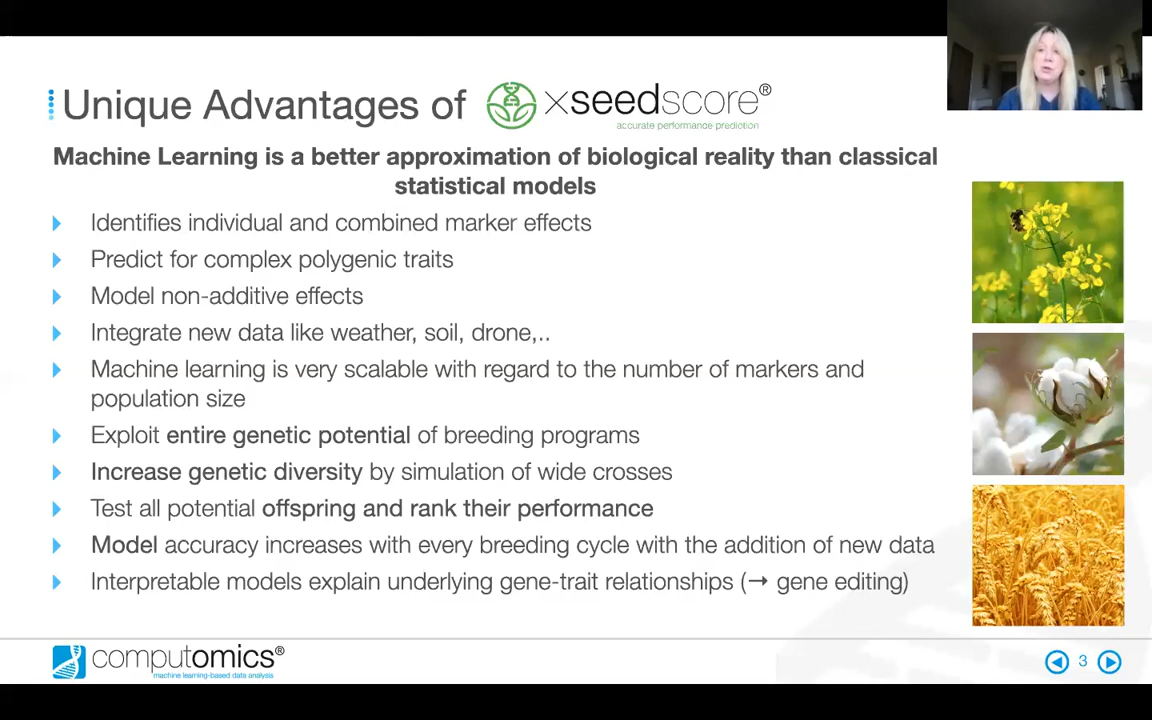 Unique Advantages of xseedscore®
accurate performance prediction
Machine Learning is a better approximation of biological reality than classical
statistical models
Identifies individual and combined marker effects
Predict for complex polygenic traits
Model non-additive effects
Integrate new data like weather, soil, drone,..
Machine learning is very scalable with regard to the number of markers and
population size
Exploit entire genetic potential of breeding programs
Increase genetic diversity by simulation of wide crosses
Test all potential offspring and rank their performance
Model accuracy increases with every breeding cycle with the addition of new data
Interpretable models explain underlying gene-trait relationships (→ gene editing)
computomics®
machine learning-based data analysis
3